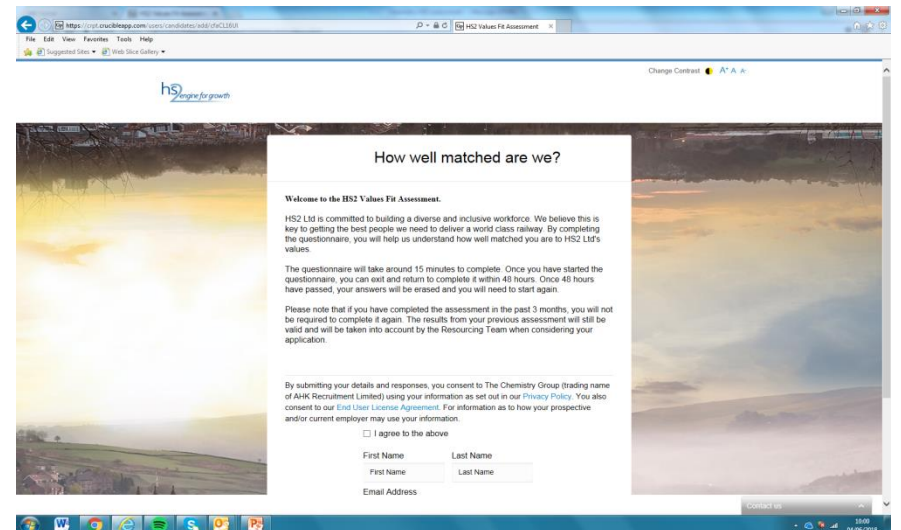 HS2 Values Fit Assessment
File Edit View Favorites Tools Help
Suggested Sites Web Slice Gallery
Change Contrast A+ A A-
hs2 engine for growth
How well matched are we?
Welcome to the HS2 Values Fit Assessment.
HS2 Ltd is committed to building a diverse and inclusive workforce. We believe this is
key to getting the best people we need to deliver a world class railway. By completing
the questionnaire, you will help us understand how well matched you are to HS2 Ltd's
values.
The questionnaire will take around 15 minutes to complete. Once you have started the
questionnaire, you can exit and return to complete it within 48 hours. Once 48 hours
have passed, your answers will be erased and you will need to start again.
Please note that if you have completed the assessment in the past 3 months, you will not
be required to complete it again. The results from your previous assessment will still be
valid and will be taken into account by the Resourcing Team when considering your
application.
By submitting your details and responses, you consent to The Chemistry Group (trading name
of AHK Recruitment Limited) using your information as set out in our Privacy Policy. You also
consent to our End User License Agreement. For information as to how your prospective
and/or current employer may use your information.
I agree to the above
First Name Last Name
First Name Last Name
Email Address
Contact us
10:00
04/06/2018